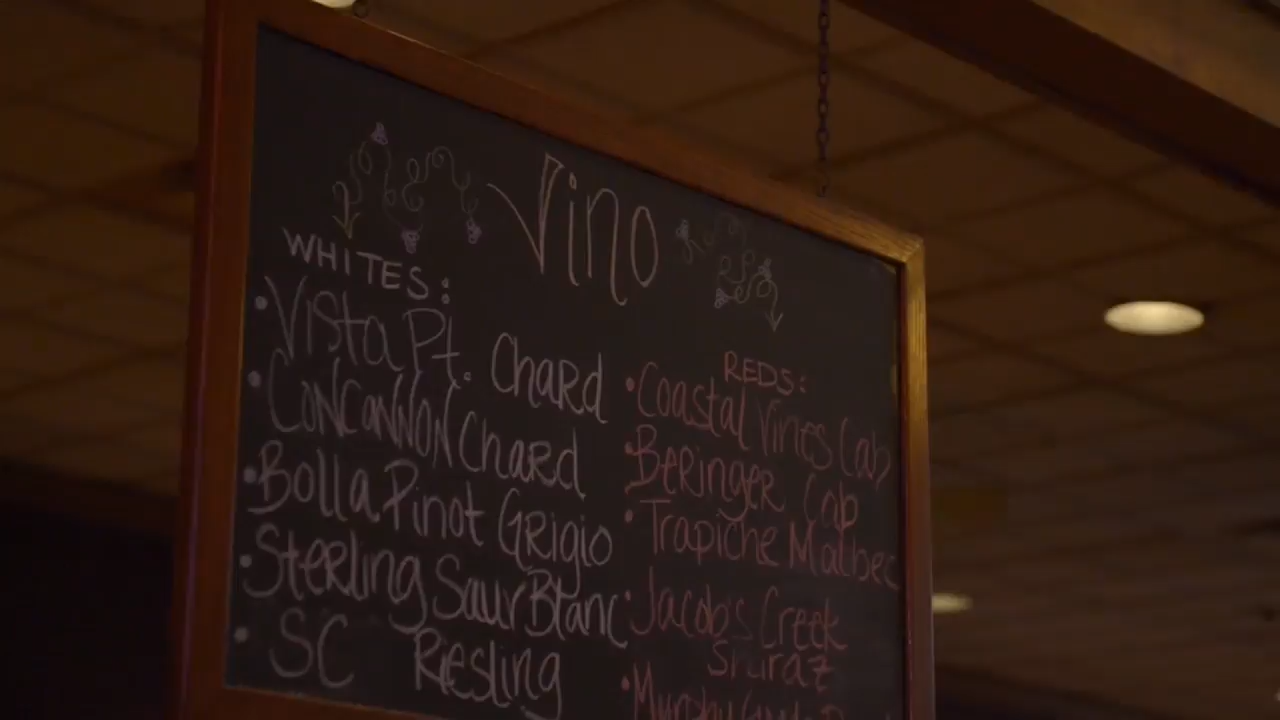 Vino
WHITES:
• Vista Pt. Chard
• Concannon Chard
• Bolla Pinot Grigio
• Sterling Sauv Blanc
• SC Riesling
REDS:
• Coastal Vines Cab
• Beringer Cab
• Trapiche Malbec
• Jacob's Creek
Shiraz
• Murphy